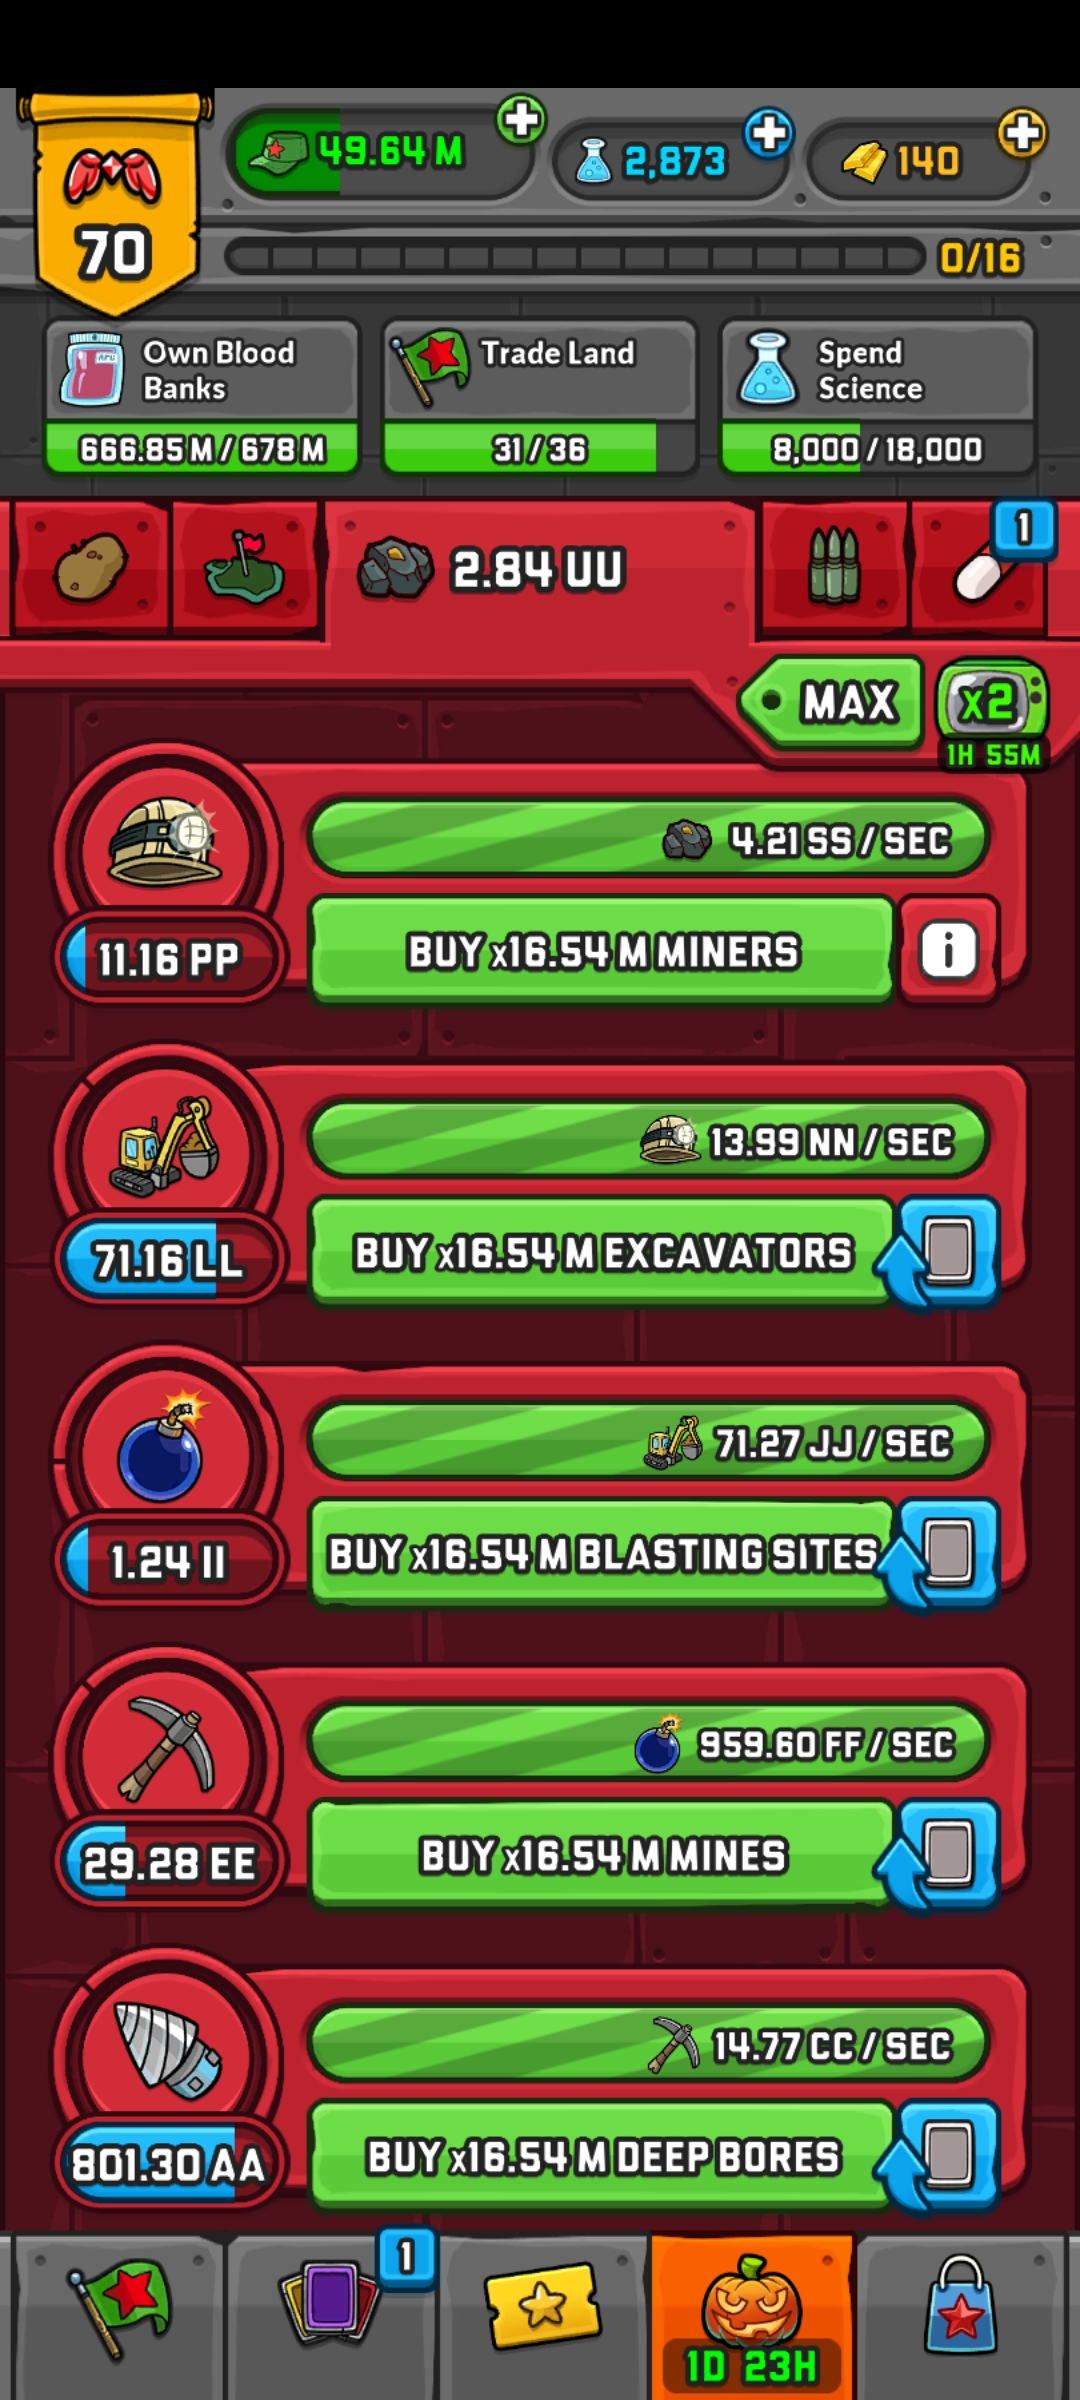 70
49.64 M
2,873
140
0/16
Own Blood
Banks
666.85 M / 678 M
Trade Land
31 / 36
Spend
Science
8,000 / 18,000
2.84 UU
1
MAX
x2
1H 55M
4.21 SS / SEC
11.16 PP
BUY x16.54 M MINERS
i
13.99 NN / SEC
71.16 LL
BUY x16.54 M EXCAVATORS
71.27 JJ / SEC
1.24 II
BUY x16.54 M BLASTING SITES
959.60 FF / SEC
29.28 EE
BUY x16.54 M MINES
14.77 CC / SEC
801.30 AA
BUY x16.54 M DEEP BORES
1
1D 23H